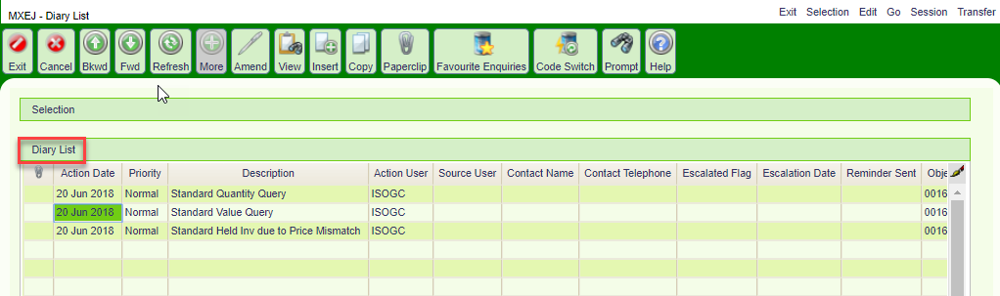 MXEJ - Diary List
Exit Selection Edit Go Session Transfer
Exit Cancel Bkwd Fwd Refresh More Amend View Insert Copy Paperclip Favourite Enquiries Code Switch Prompt Help
Selection
Diary List
Action Date Priority Description Action User Source User Contact Name Contact Telephone Escalated Flag Escalation Date Reminder Sent Obje
20 Jun 2018 Normal Standard Quantity Query ISOGC 0016
20 Jun 2018 Normal Standard Value Query ISOGC 0016
20 Jun 2018 Normal Standard Held Inv due to Price Mismatch ISOGC 0016